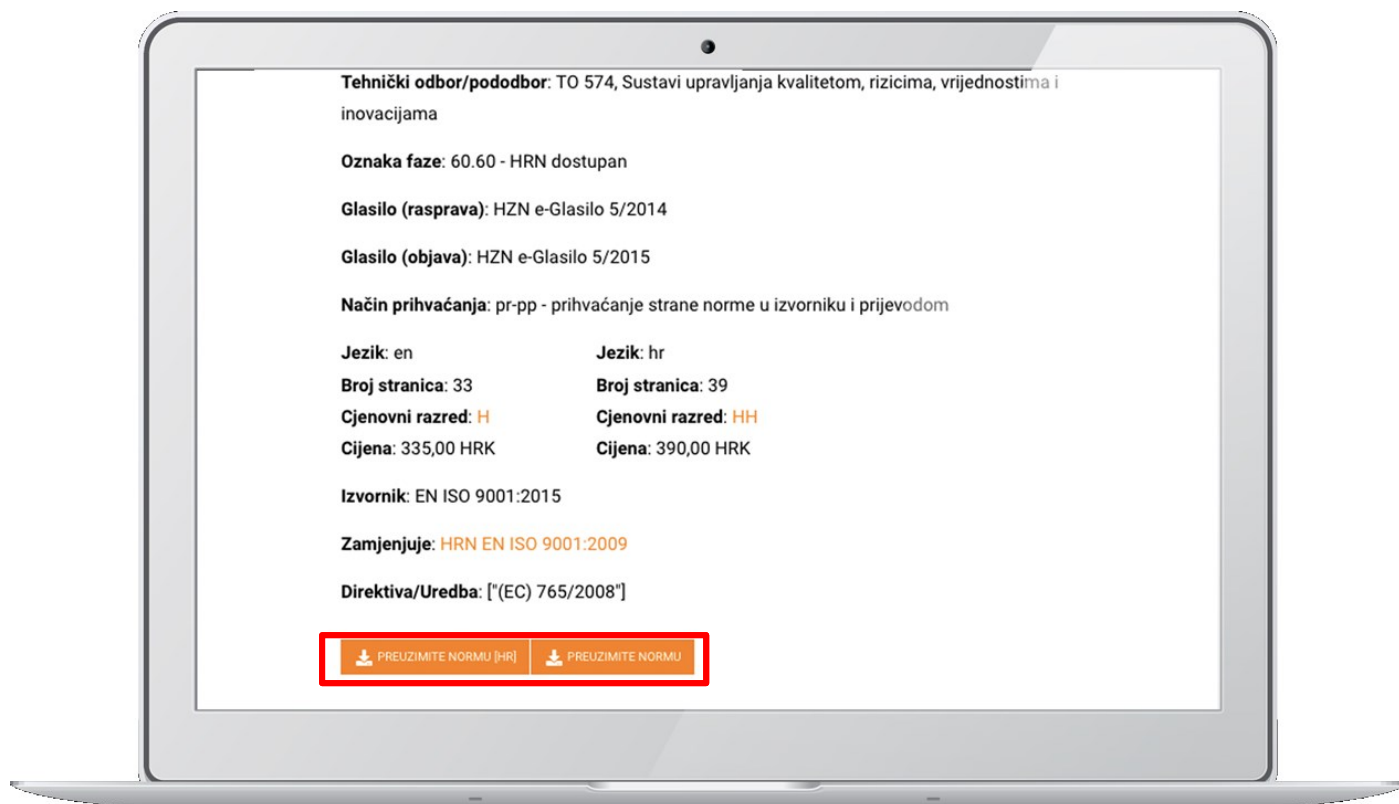 Tehnički odbor/pododbor: TO 574, Sustavi upravljanja kvalitetom, rizicima, vrijednostima i
inovacijama
Oznaka faze: 60.60 - HRN dostupan
Glasilo (rasprava): HZN e-Glasilo 5/2014
Glasilo (objava): HZN e-Glasilo 5/2015
Način prihvaćanja: pr-pp - prihvaćanje strane norme u izvorniku i prijevodom
Jezik: en Jezik: hr
Broj stranica: 33 Broj stranica: 39
Cjenovni razred: H Cjenovni razred: HH
Cijena: 335,00 HRK Cijena: 390,00 HRK
Izvornik: EN ISO 9001:2015
Zamjenjuje: HRN EN ISO 9001:2009
Direktiva/Uredba: ["(EC) 765/2008"]
PREUZIMITE NORMU [HR] PREUZIMITE NORMU